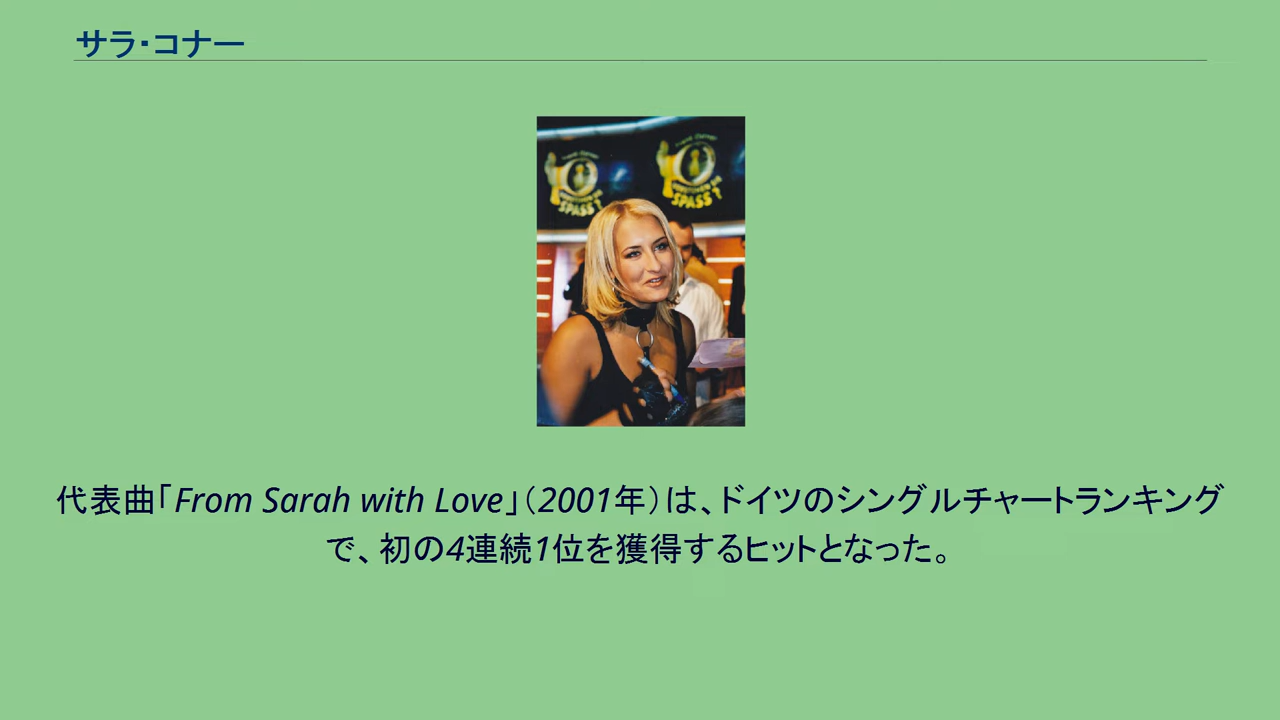 サラ・コナー
SPASS?
SPASS?
代表曲「From Sarah with Love」（2001年）は、ドイツのシングルチャートランキング
で、初の4連続1位を獲得するヒットとなった。